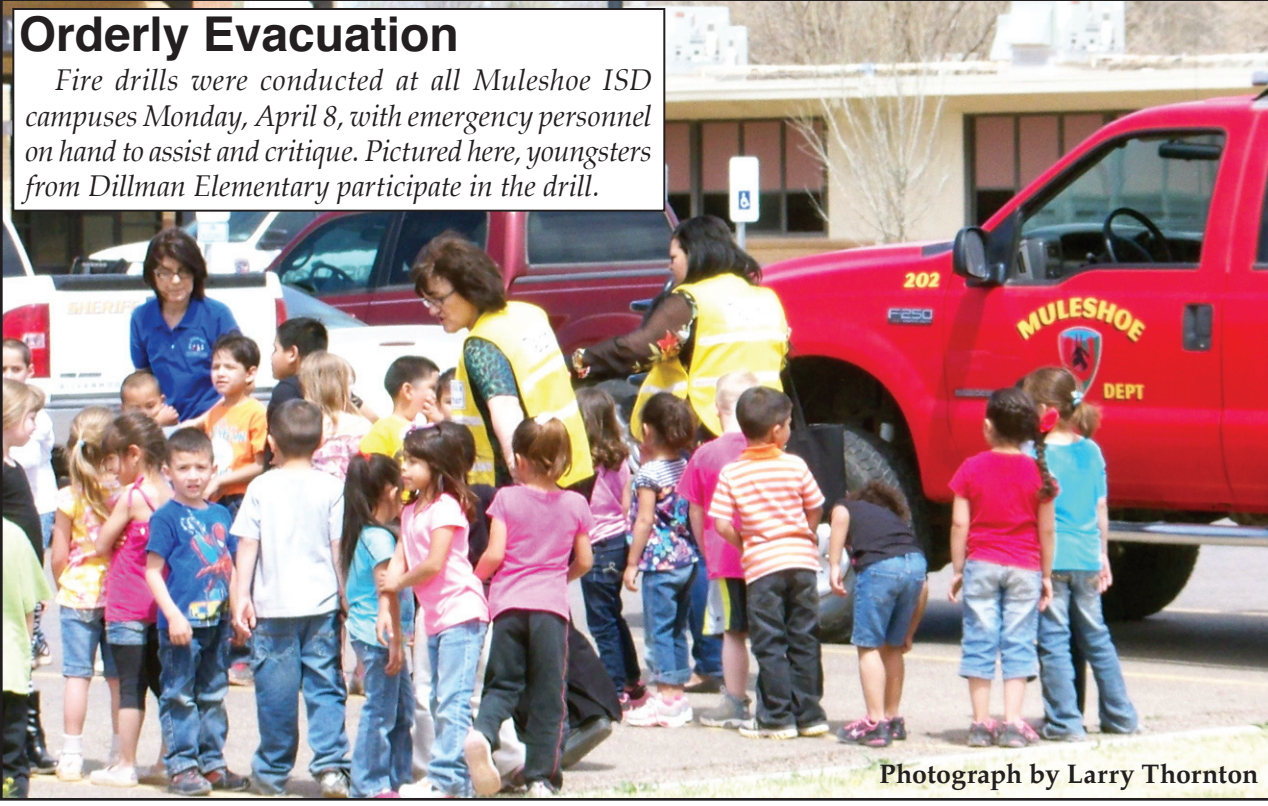 Orderly Evacuation
Fire drills were conducted at all Muleshoe ISD
campuses Monday, April 8, with emergency personnel
on hand to assist and critique. Pictured here, youngsters
from Dillman Elementary participate in the drill.
SHERIFF
202
F250
MULESHOE
DEPT
Photograph by Larry Thornton